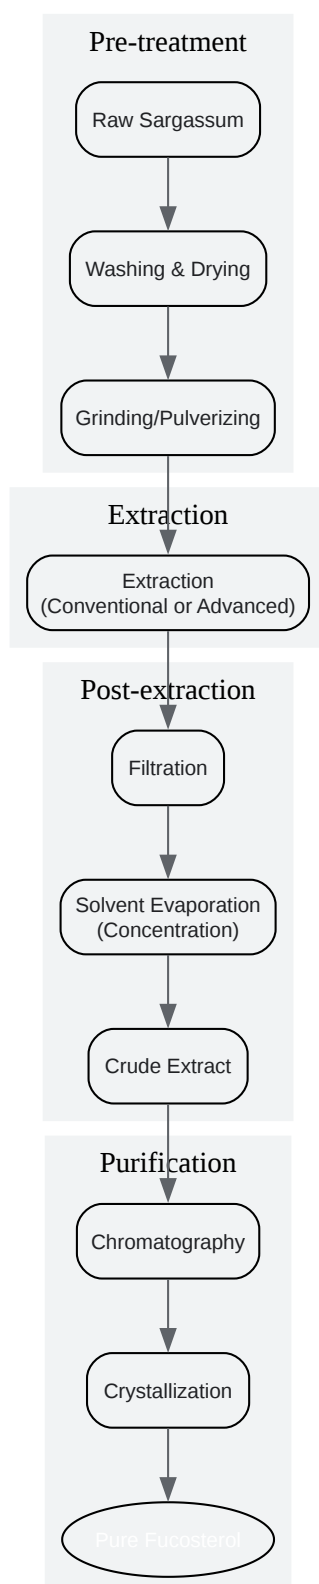 Pre-treatment
Raw Sargassum
Washing & Drying
Grinding/Pulverizing
Extraction
Extraction
(Conventional or Advanced)
Post-extraction
Filtration
Solvent Evaporation
(Concentration)
Crude Extract
Purification
Chromatography
Crystallization
Pure Fucosterol